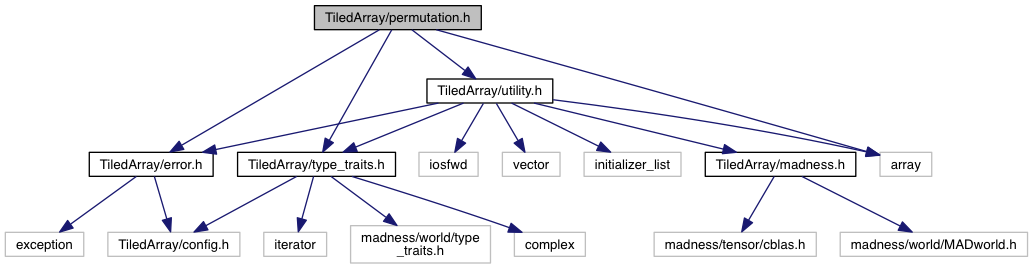 TiledArray/permutation.h
TiledArray/utility.h
TiledArray/error.h
TiledArray/type_traits.h
iosfwd
vector
initializer_list
TiledArray/madness.h
array
exception
TiledArray/config.h
iterator
madness/world/type
_traits.h
complex
madness/tensor/cblas.h
madness/world/MADworld.h